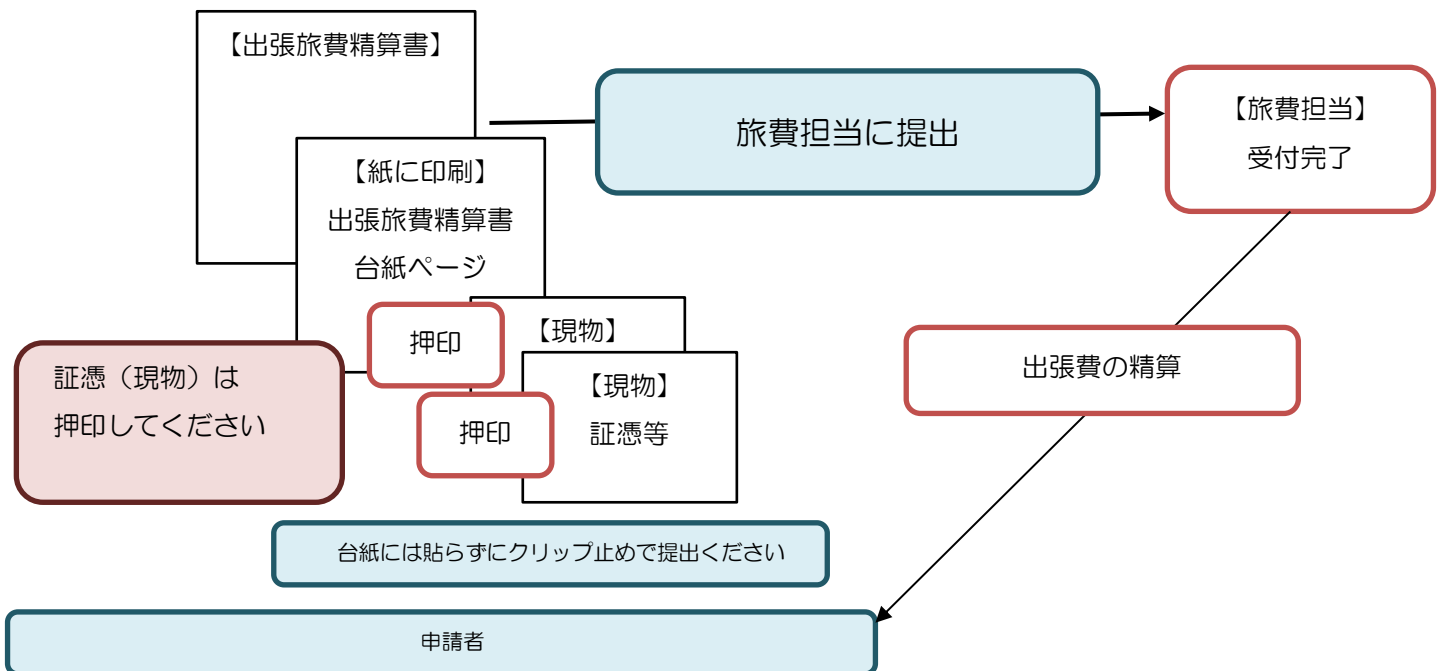 【出張旅費精算書】
旅費担当に提出
【旅費担当】
受付完了
【紙に印刷】
出張旅費精算書
台紙ページ
押印
【現物】
証憑（現物）は
押印してください
押印
【現物】
証憑等
出張費の精算
台紙には貼らずにクリップ止めで提出ください
申請者